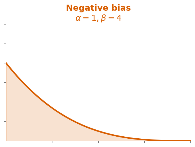 Negative bias
α − 1, β − 4